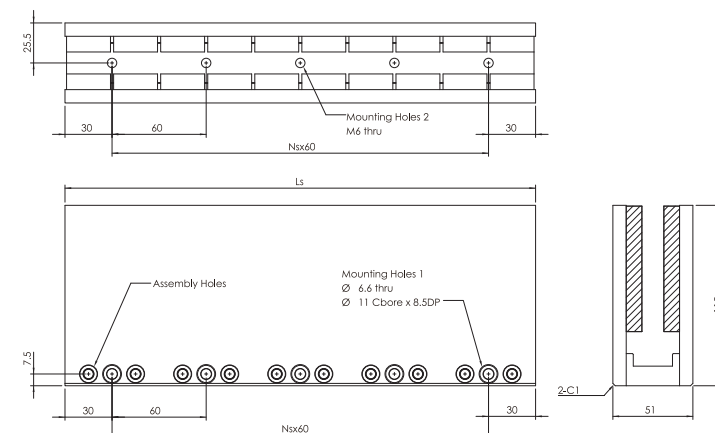 25.5
Mounting Holes 2
M6 thru
30
60
30
Nsx60
Ls
Assembly Holes
Mounting Holes 1
Ø 6.6 thru
Ø 11 Cbore x 8.5DP
7.5
2-C1
30
60
30
51
Nsx60